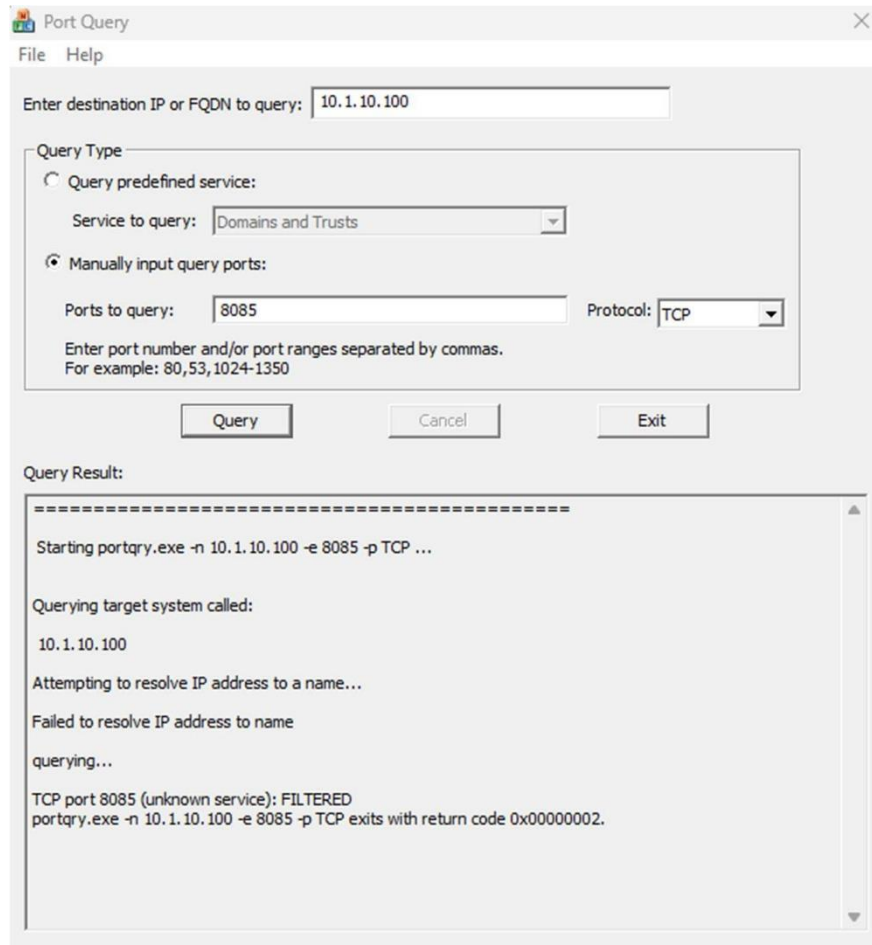 Port Query
File Help
Enter destination IP or FQDN to query: 10.1.10.100
Query Type
Query predefined service:
Service to query: Domains and Trusts
Manually input query ports:
Ports to query: 8085 Protocol: TCP
Enter port number and/or port ranges separated by commas.
For example: 80,53,1024-1350
Query Cancel Exit
Query Result:
=============================================
Starting portqry.exe -n 10.1.10.100 -e 8085 -p TCP ...
Querying target system called:
10.1.10.100
Attempting to resolve IP address to a name...
Failed to resolve IP address to name
querying...
TCP port 8085 (unknown service): FILTERED
portqry.exe -n 10.1.10.100 -e 8085 -p TCP exits with return code 0x00000002.